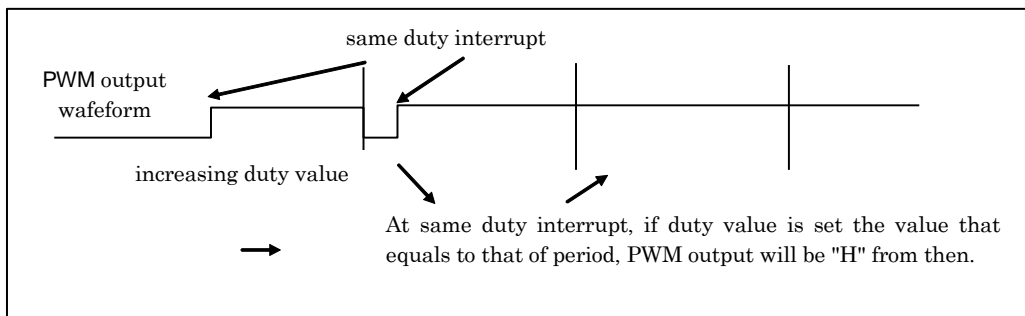 same duty interrupt
PWM output
wafeform
increasing duty value
At same duty interrupt, if duty value is set the value that
equals to that of period, PWM output will be "H" from then.